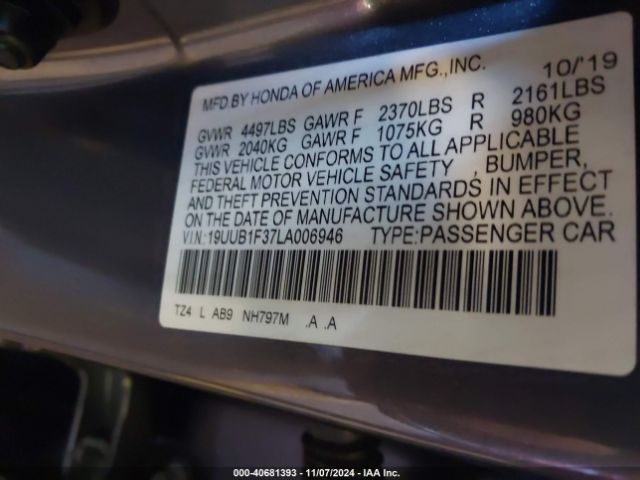 MFD.BY HONDA OF AMERICA MFG.,INC. 10/'19
GVWR 4497LBS GAWR F 2370LBS R 2161LBS
GVWR 2040KG GAWR F 1075KG R 980KG
THIS VEHICLE CONFORMS TO ALL APPLICABLE
FEDERAL MOTOR VEHICLE SAFETY , BUMPER,
AND THEFT PREVENTION STANDARDS IN EFFECT
ON THE DATE OF MANUFACTURE SHOWN ABOVE.
VIN:19UUB1F37LA006946 TYPE:PASSENGER CAR
TZ4 L AB9 NH797M .A .A
000-40681393 - 11/07/2024 - IAA Inc.